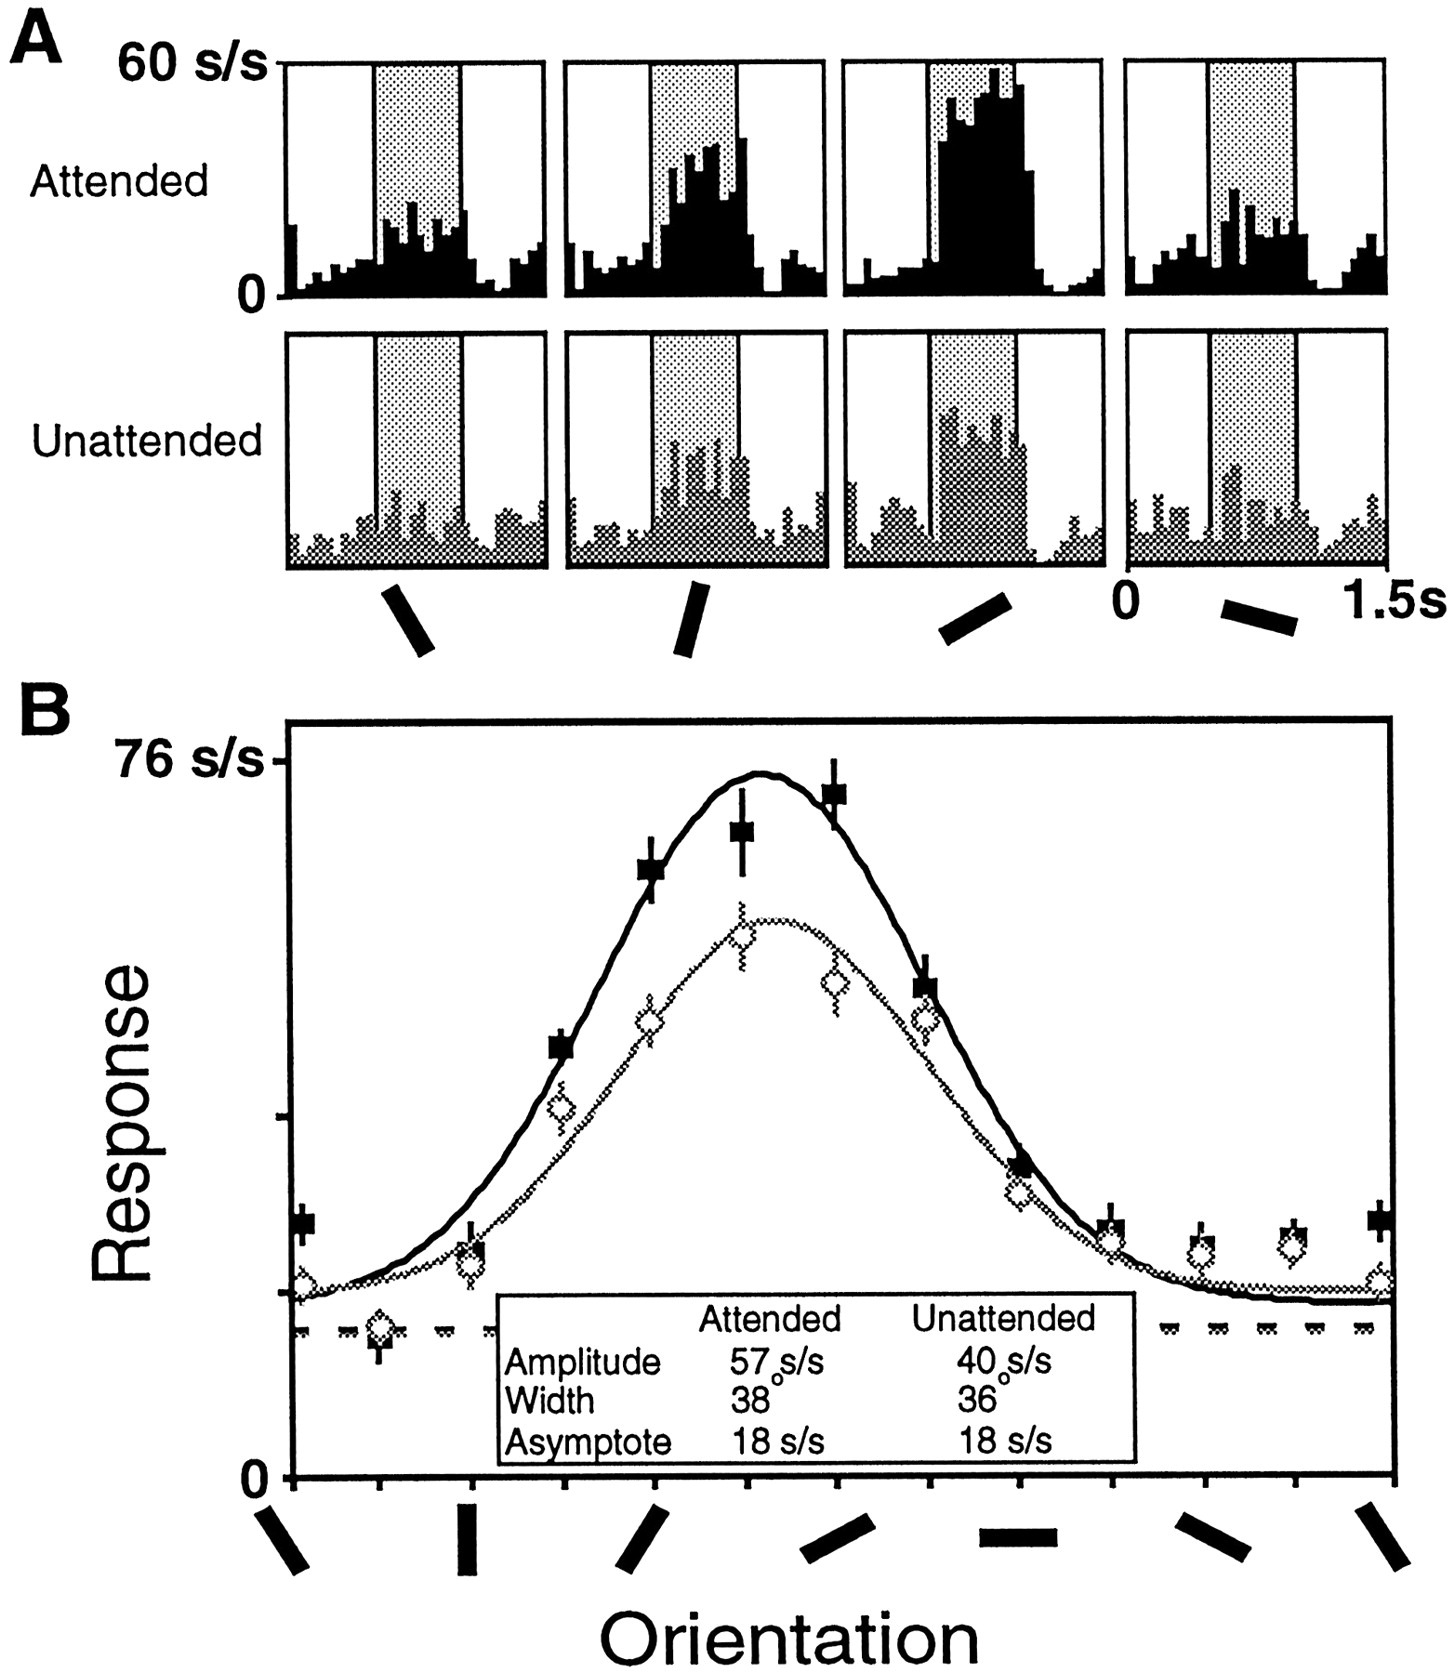 A
60 s/s
Attended
0
Unattended
0 1.5s
B
76 s/s
Response
Attended Unattended
Amplitude 57 s/s 40 s/s
Width 38° 36°
Asymptote 18 s/s 18 s/s
0
Orientation